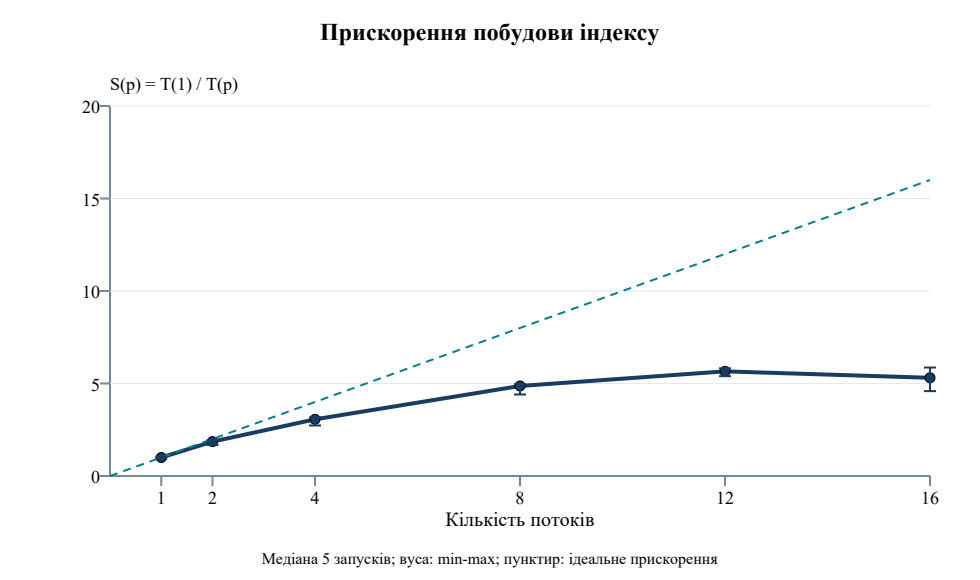 Прискорення побудови індексу
S(p) = T(1) / T(p)
20
15
10
5
0
1 2 4 8 12 16
Кількість потоків
Медіана 5 запусків; вуса: min-max; пунктир: ідеальне прискорення